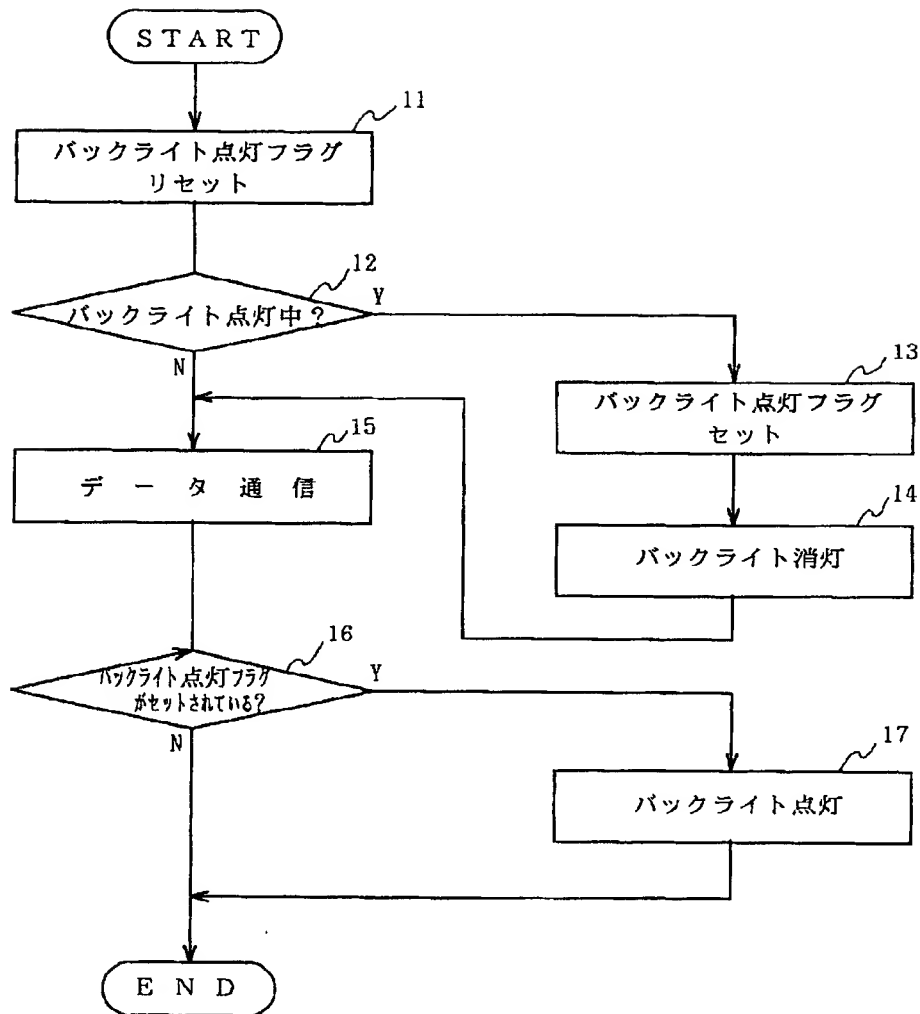 START
11
バックライト点灯フラグ
リセット
12
バックライト点灯中?
Y
N
13
バックライト点灯フラグ
セット
15
データ通信
14
バックライト消灯
16
バックライト点灯フラグ
がセットされている?
Y
N
17
バックライト点灯
END